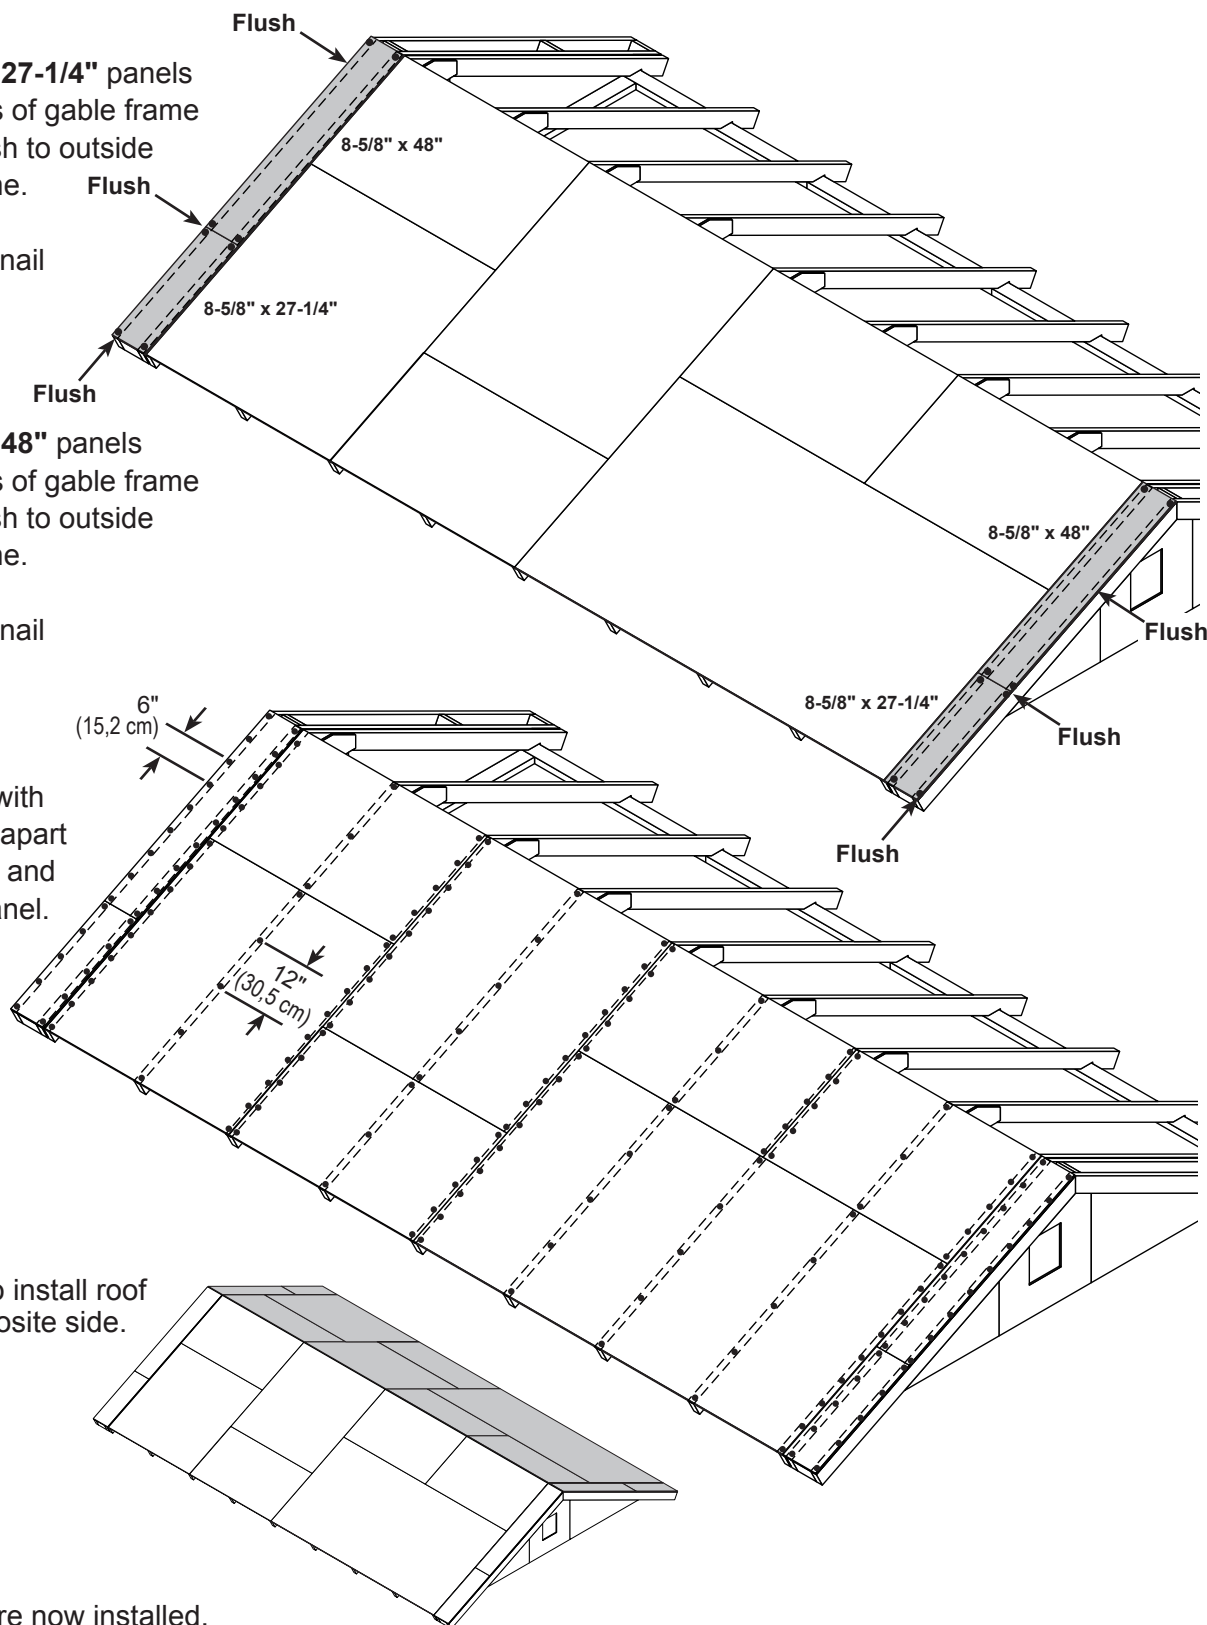 Flush
27-1/4" panels
s of gable frame
sh to outside
ne.
Flush
8-5/8" x 48"
nail
8-5/8" x 27-1/4"
Flush
48" panels
s of gable frame
sh to outside
ne.
nail
8-5/8" x 48"
Flush
8-5/8" x 27-1/4"
Flush
Flush
6"
(15,2 cm)
with
apart
and
anel.
12"
(30,5 cm)
o install roof
osite side.
re now installed.